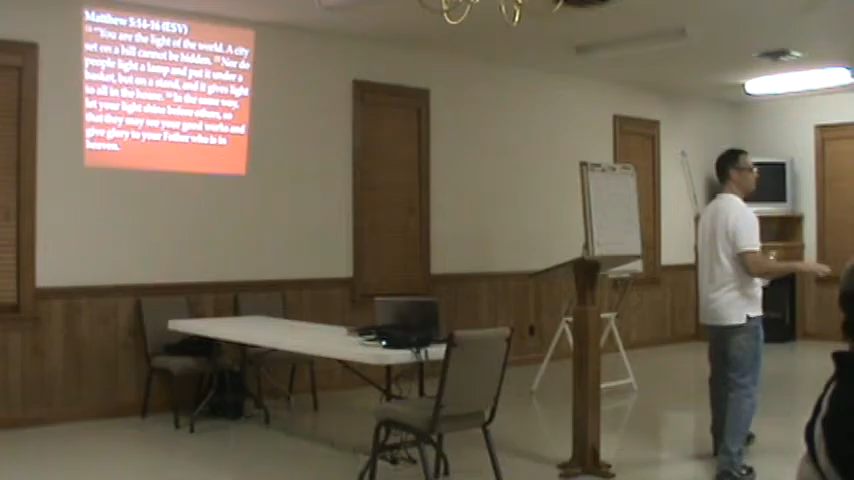 Matthew 5:14-16 (ESV)
14 "You are the light of the world. A city
set on a hill cannot be hidden. 15 Nor do
people light a lamp and put it under a
basket, but on a stand, and it gives light
to all in the house. 16 In the same way,
let your light shine before others, so
that they may see your good works and
give glory to your Father who is in
heaven.